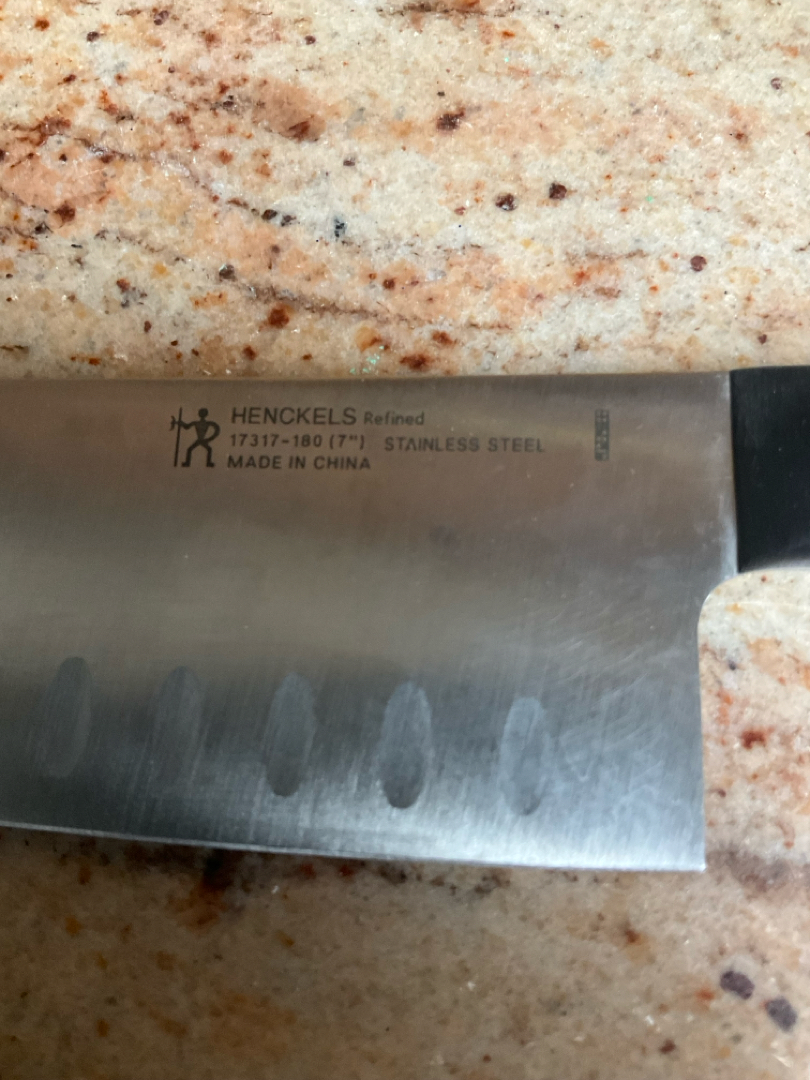 HENCKELS Refined
17317-180 (7") STAINLESS STEEL
MADE IN CHINA